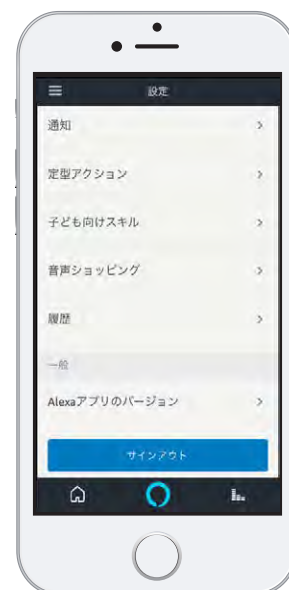 設定
通知
定型アクション
子ども向けスキル
音声ショッピング
履歴
一般
Alexaアプリのバージョン
サインアウト